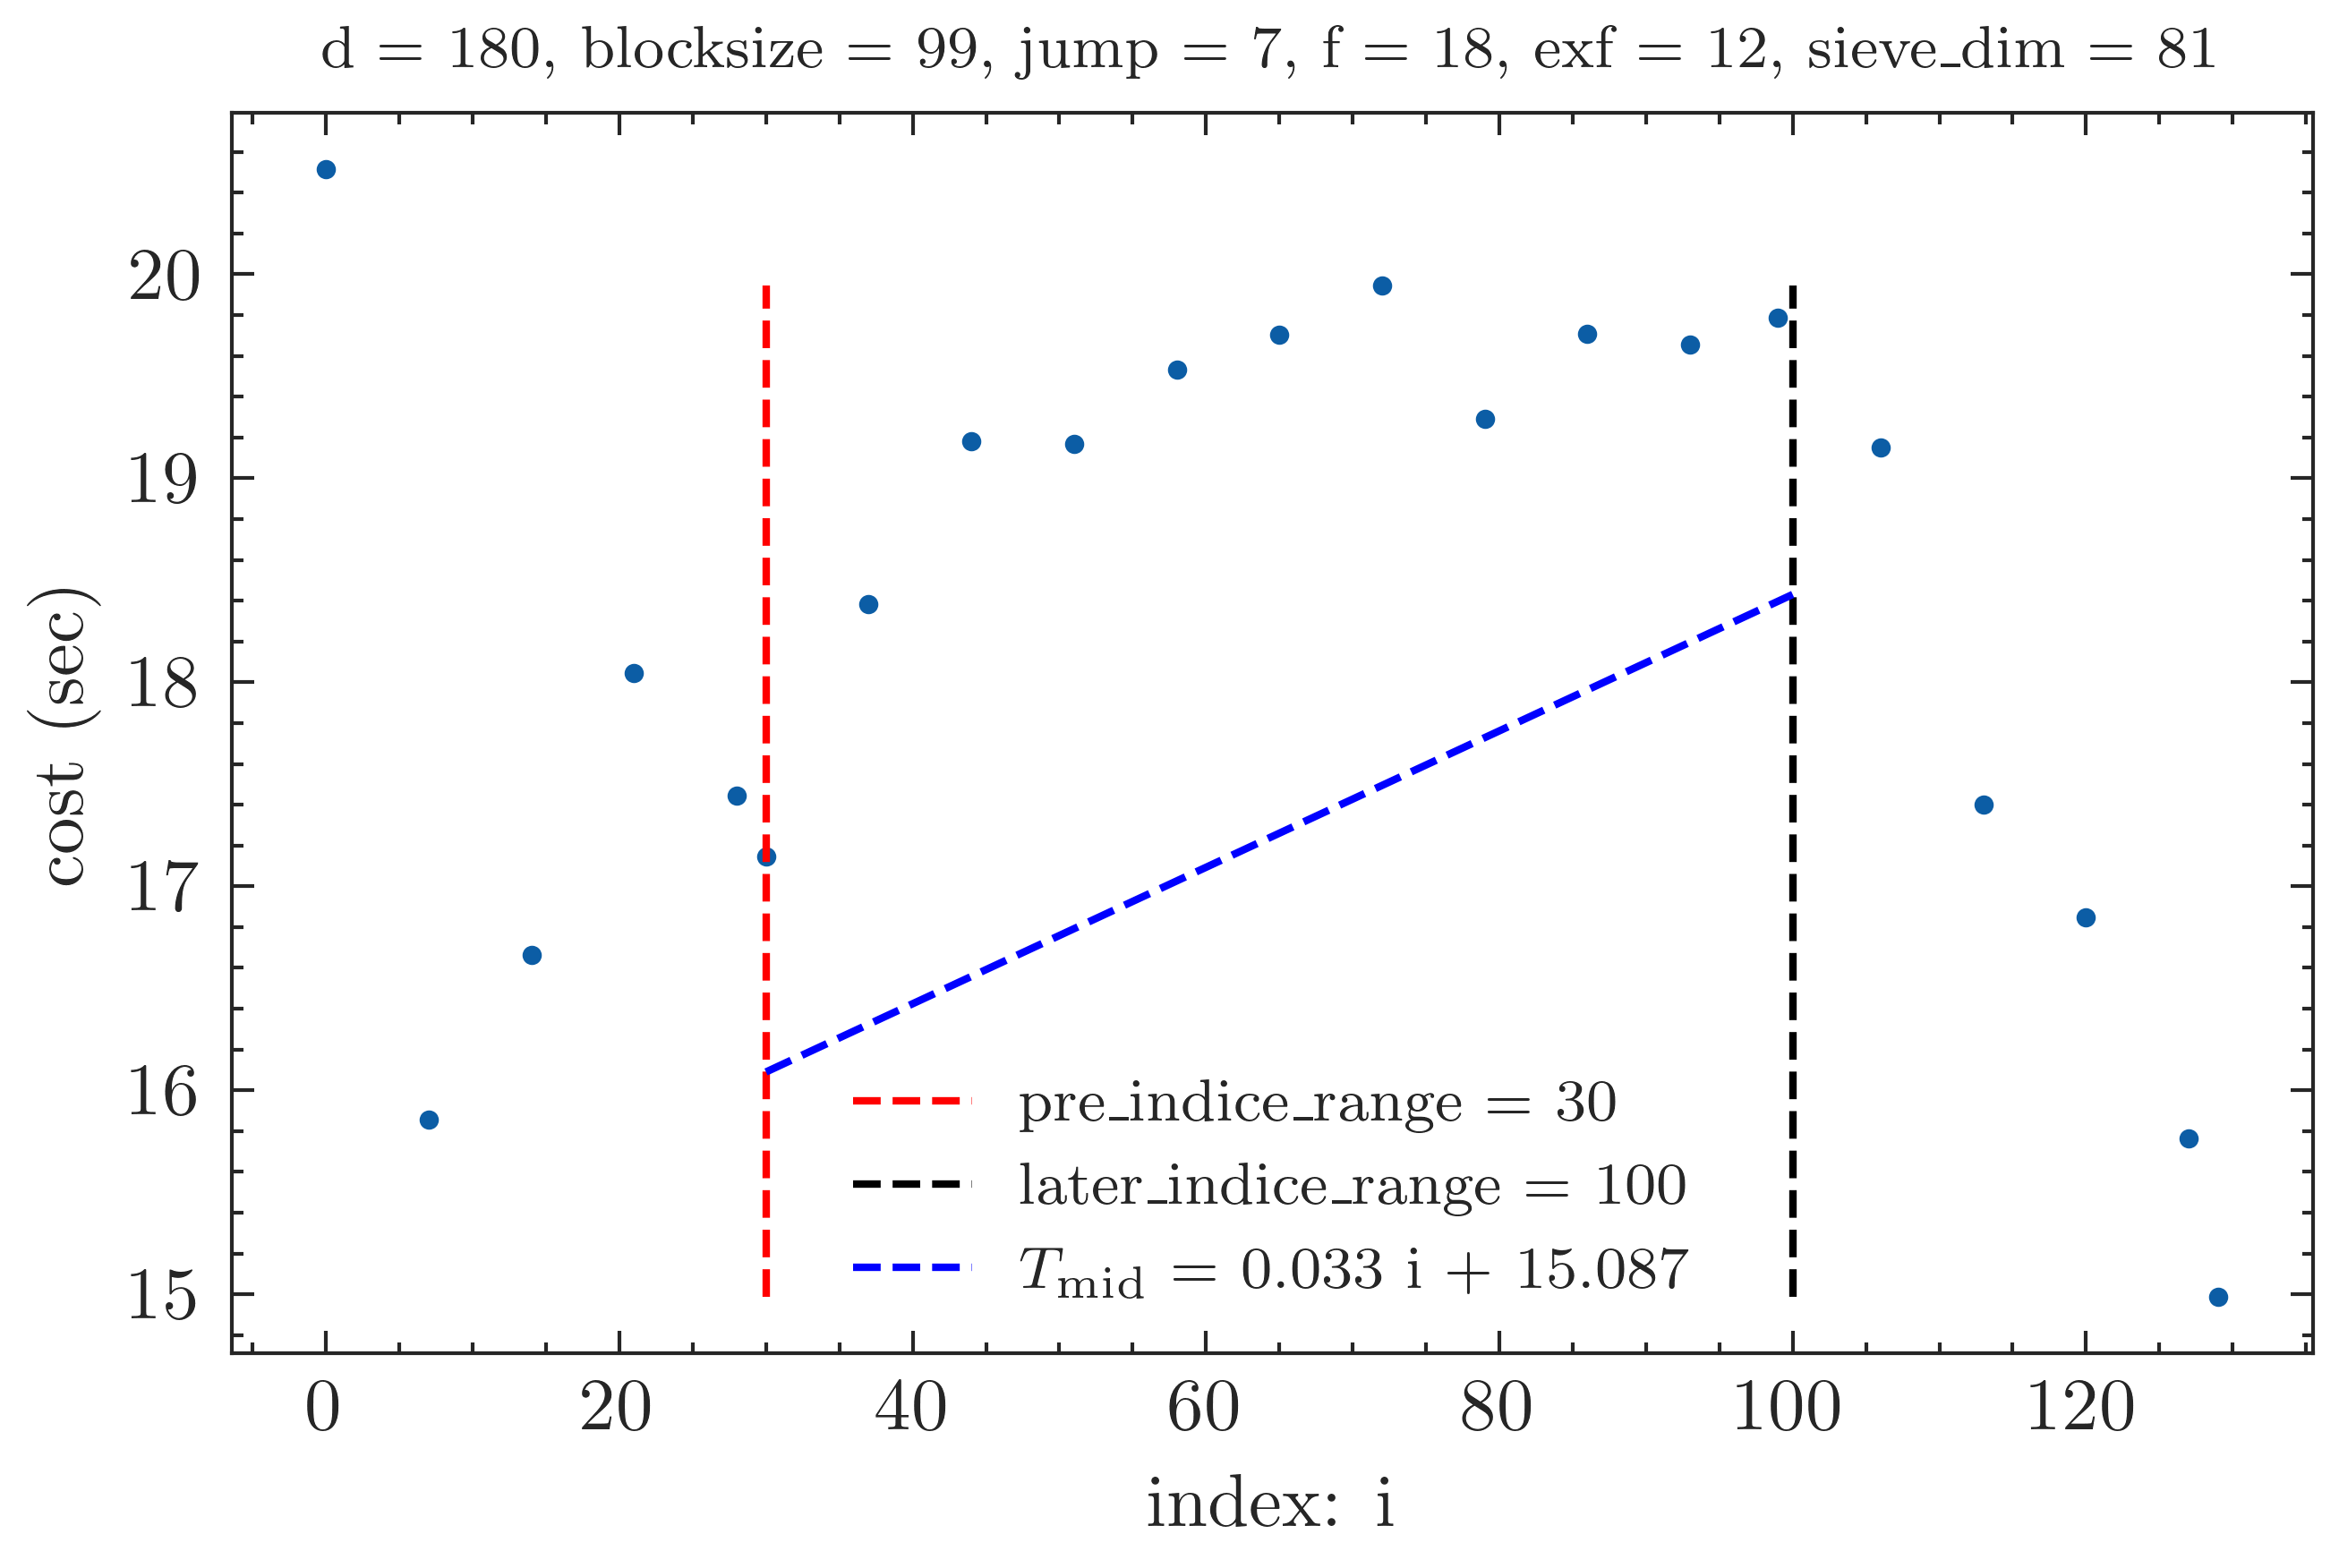 d = 180, blocksize = 99, jump = 7, f = 18, exf = 12, sieve_dim = 81
cost (sec)
20
19
18
17
16
15
pre_indice_range = 30
later_indice_range = 100
T_mid = 0.033 i + 15.087
0 20 40 60 80 100 120
index: i